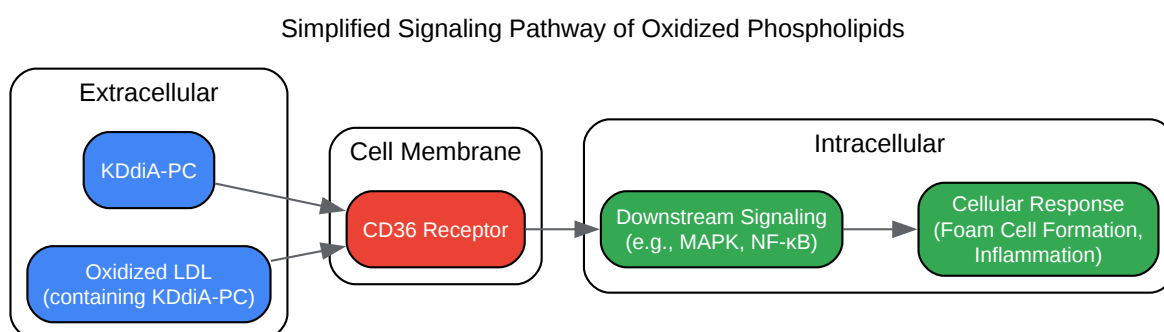 Simplified Signaling Pathway of Oxidized Phospholipids
Extracellular
KDdiA-PC
Oxidized LDL
(containing KDdiA-PC)
Cell Membrane
CD36 Receptor
Intracellular
Downstream Signaling
(e.g., MAPK, NF-κB)
Cellular Response
(Foam Cell Formation,
Inflammation)